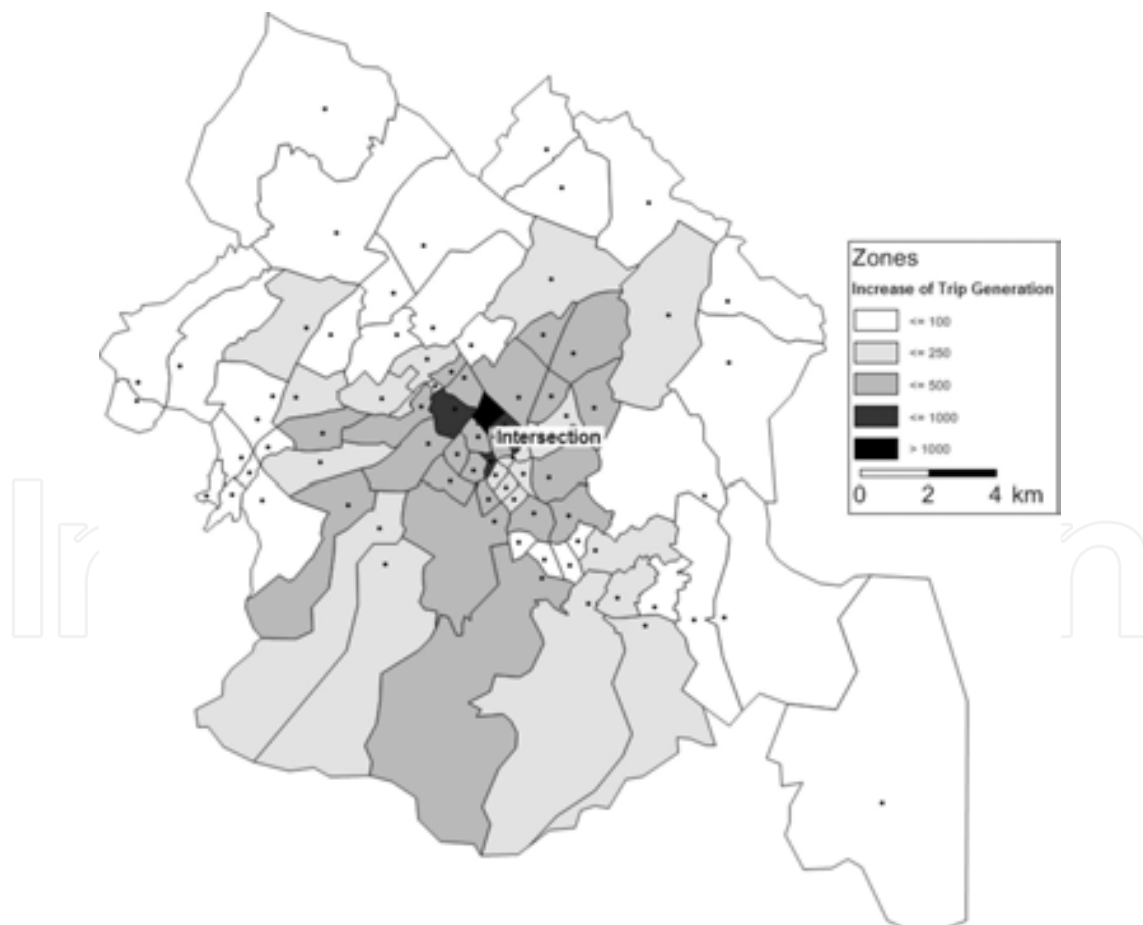 Zones
Increase of Trip Generation
<= 100
<= 250
<= 500
<= 1000
> 1000
0 2 4 km
Intersection